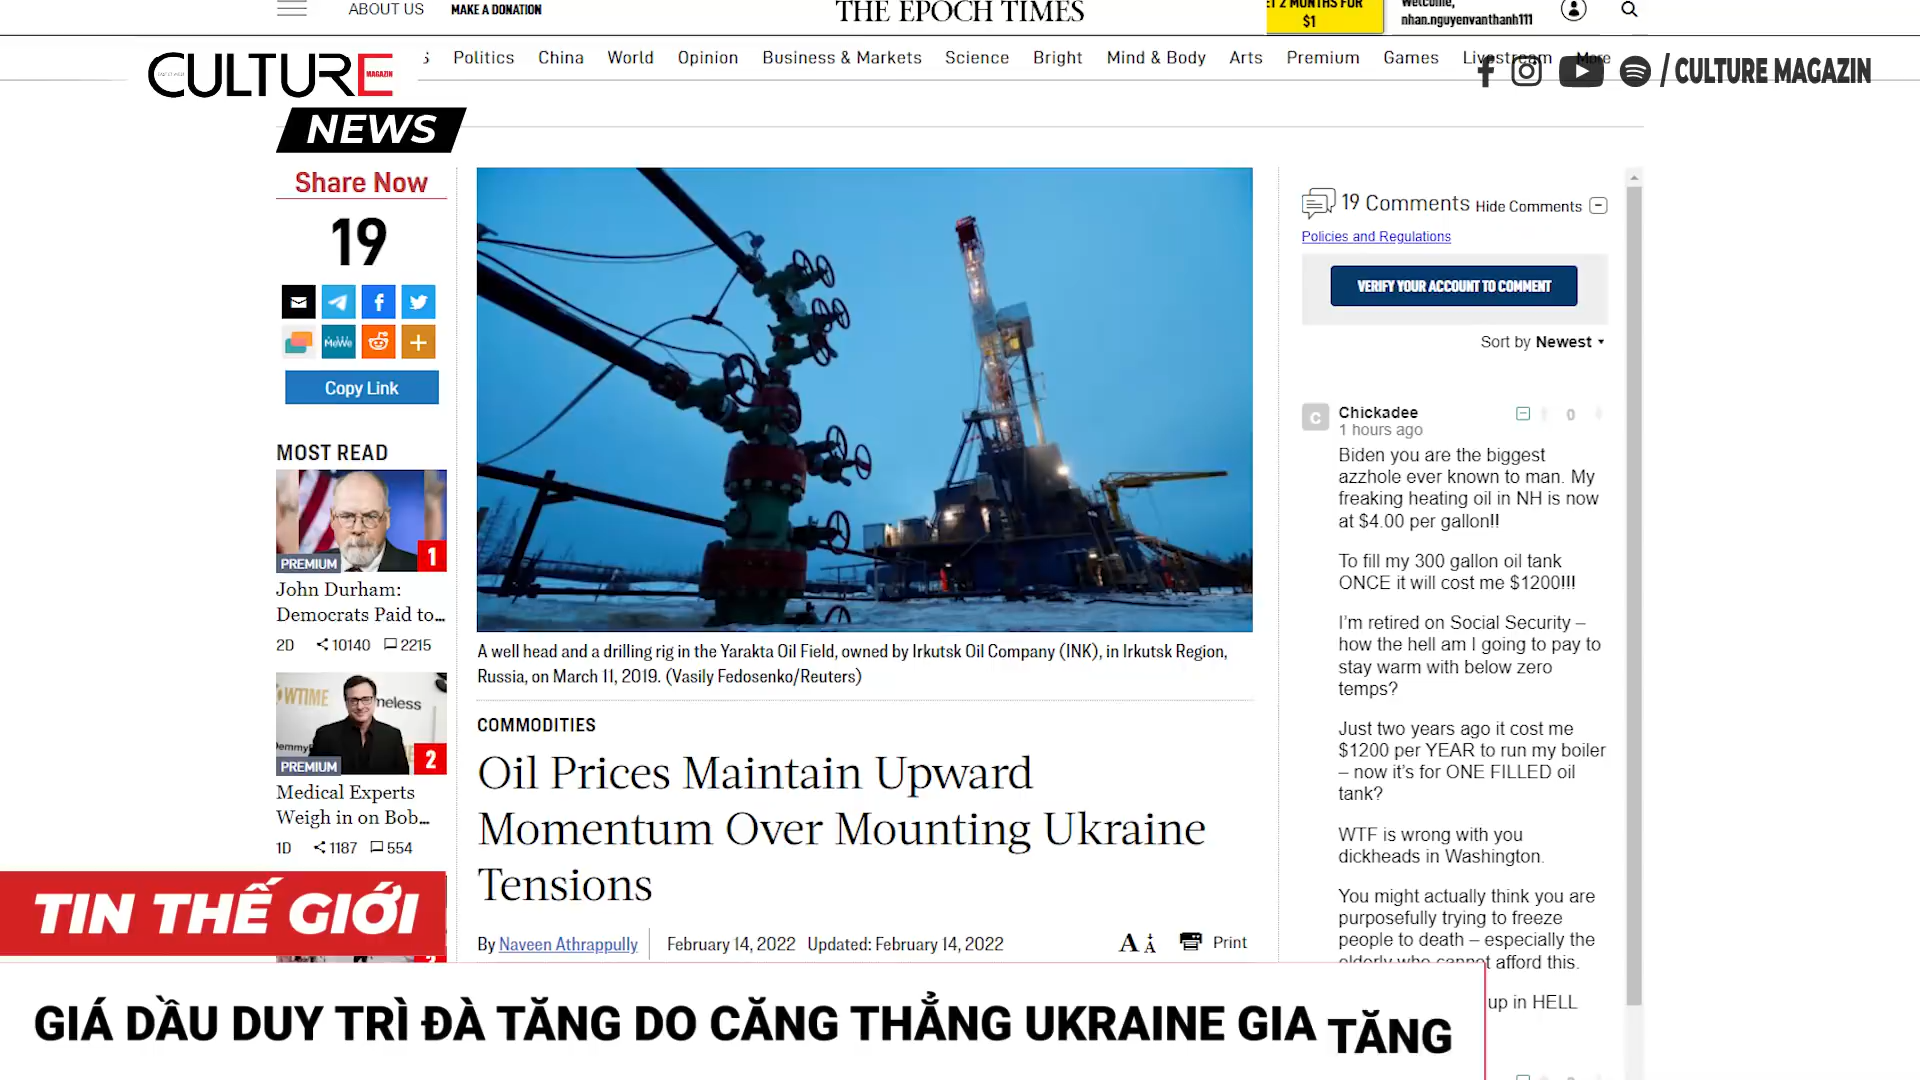 ABOUT US
MAKE A DONATION
THE EPOCH TIMES
2 MONTHS FOR
$1
Welcome,
nhan.nguyenvanthanh111
Politics China World Opinion Business & Markets Science Bright Mind & Body Arts Premium Games Livestream More
CULTURE
MAGAZIN
NEWS
/ CULTURE MAGAZIN
Share Now
19
MeWe
Copy Link
MOST READ
PREMIUM
1
John Durham:
Democrats Paid to...
2D 10140 2215
PREMIUM
2
Medical Experts
Weigh in on Bob...
1D 1187 554
A well head and a drilling rig in the Yarakta Oil Field, owned by Irkutsk Oil Company (INK), in Irkutsk Region,
Russia, on March 11, 2019. (Vasily Fedosenko/Reuters)
COMMODITIES
Oil Prices Maintain Upward
Momentum Over Mounting Ukraine
Tensions
By Naveen Athrappully
February 14, 2022 Updated: February 14, 2022
A A Print
19 Comments Hide Comments
Policies and Regulations
VERIFY YOUR ACCOUNT TO COMMENT
Sort by Newest
C
Chickadee
0
1 hours ago
Biden you are the biggest
azzhole ever known to man. My
freaking heating oil in NH is now
at $4.00 per gallon!!
To fill my 300 gallon oil tank
ONCE it will cost me $1200!!!
I'm retired on Social Security –
how the hell am I going to pay to
stay warm with below zero
temps?
Just two years ago it cost me
$1200 per YEAR to run my boiler
– now it's for ONE FILLED oil
tank?
WTF is wrong with you
dickheads in Washington.
You might actually think you are
purposefully trying to freeze
people to death – especially the
elderly who cannot afford this.
up in HELL
TIN THẾ GIỚI
GIÁ DẦU DUY TRÌ ĐÀ TĂNG DO CĂNG THẲNG UKRAINE GIA TĂNG